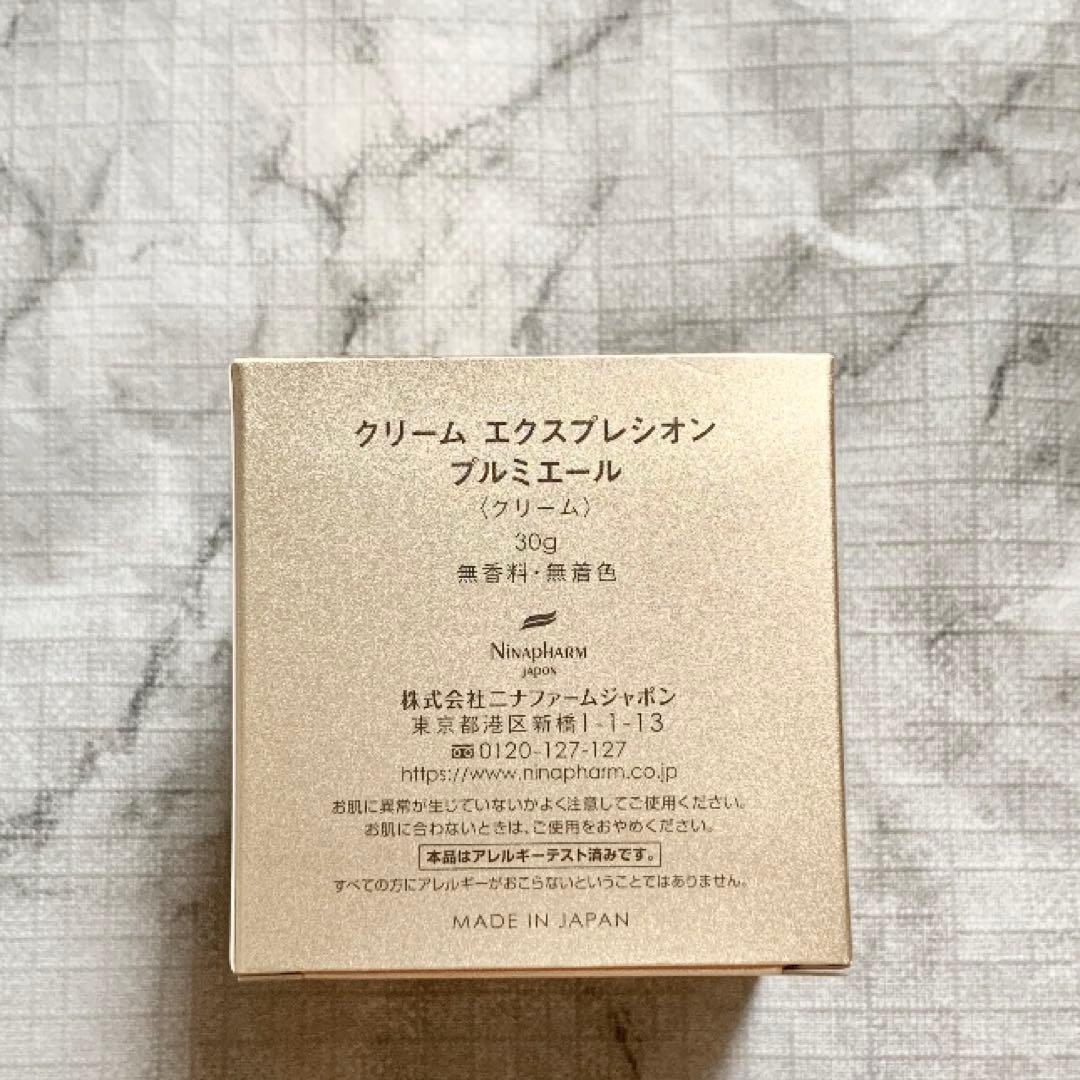 クリーム エクスプレシオン
プルミエール
〈クリーム〉
30g
無香料・無着色
NINAPHARM
JAPON
株式会社ニナファームジャポン
東京都港区新橋1-1-13
0120-127-127
https://www.ninapharm.co.jp
お肌に異常が生じていないかよく注意してご使用ください。
お肌に合わないときは、ご使用をおやめください。
本品はアレルギーテスト済みです。
すべての方にアレルギーがおこらないということではありません。
MADE IN JAPAN